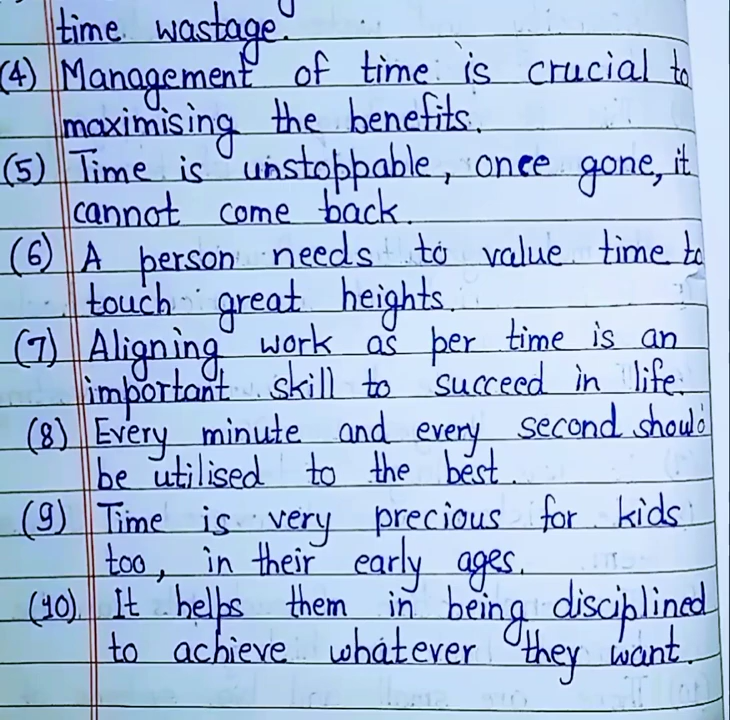 time wastage.
(4) Management of time is crucial to
maximising the benefits.
(5) Time is unstoppable, once gone, it
cannot come back.
(6) A person needs to value time to
touch great heights.
(7) Aligning work as per time is an
important skill to succeed in life.
(8) Every minute and every second should
be utilised to the best.
(9) Time is very precious for kids
too, in their early ages.
(10) It helps them in being disciplined
to achieve whatever they want.